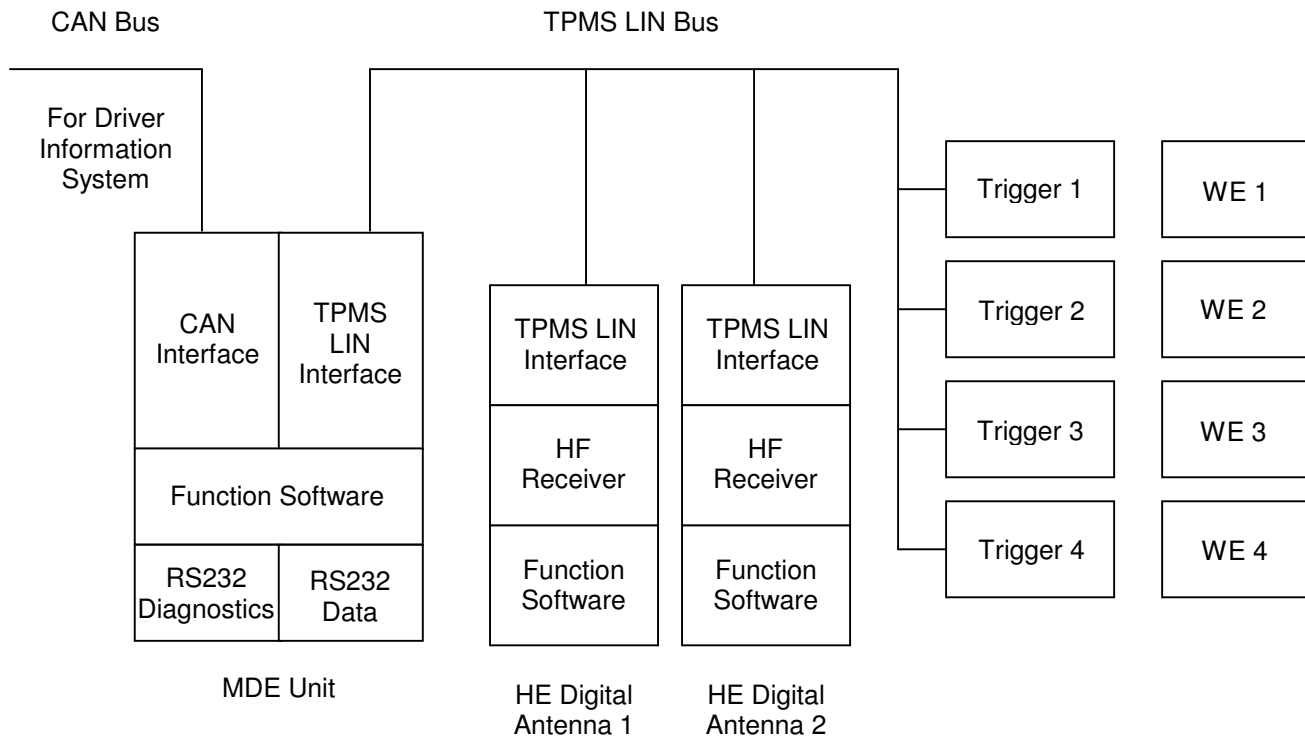 CAN Bus
TPMS LIN Bus
For Driver
Information
System
CAN
Interface
TPMS
LIN
Interface
Function Software
RS232
Diagnostics
RS232
Data
MDE Unit
TPMS LIN
Interface
HF
Receiver
Function
Software
HE Digital
Antenna 1
TPMS LIN
Interface
HF
Receiver
Function
Software
HE Digital
Antenna 2
Trigger 1
WE 1
Trigger 2
WE 2
Trigger 3
WE 3
Trigger 4
WE 4